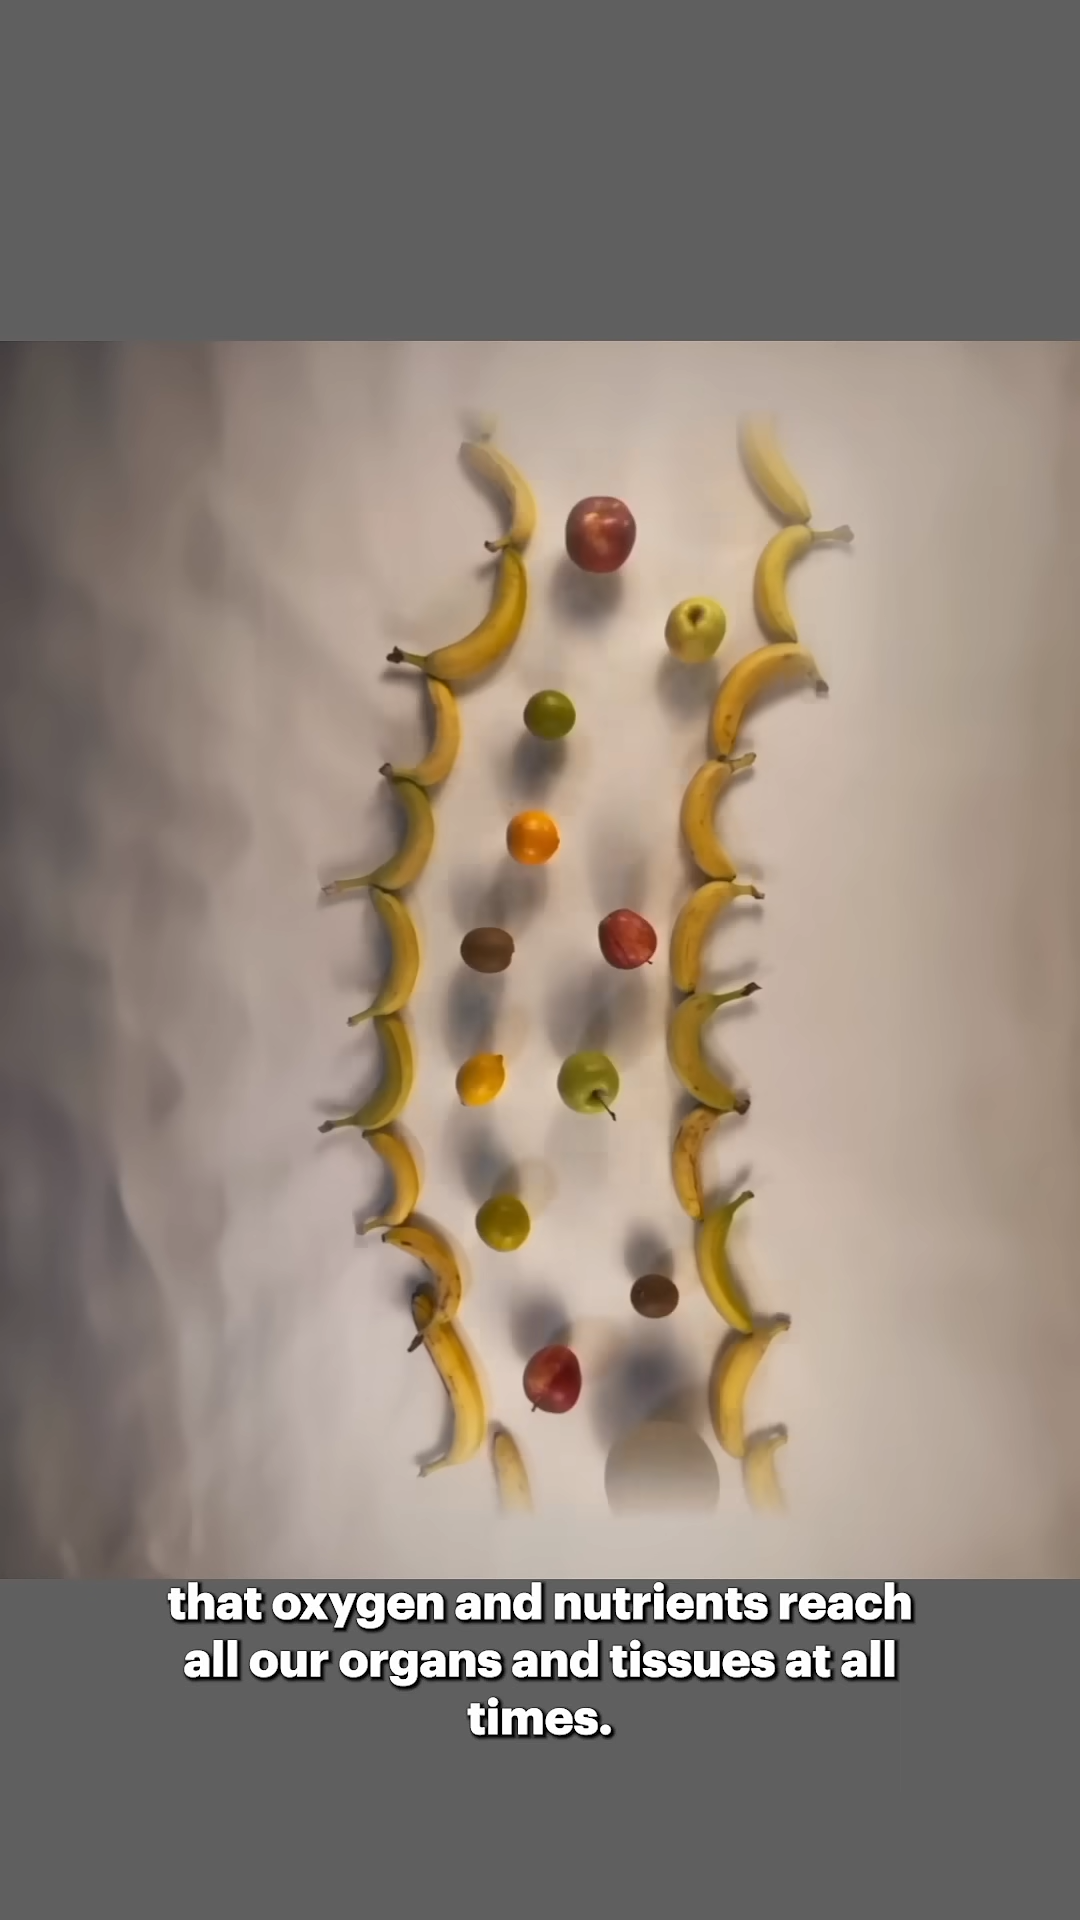 that oxygen and nutrients reach
all our organs and tissues at all
times.